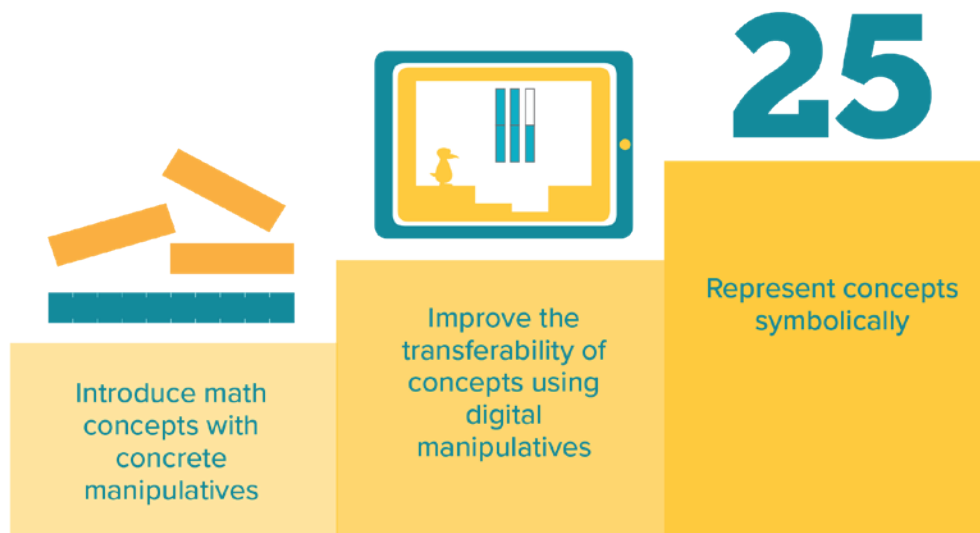 25
Introduce math
concepts with
concrete
manipulatives
Improve the
transferability of
concepts using
digital
manipulatives
Represent concepts
symbolically